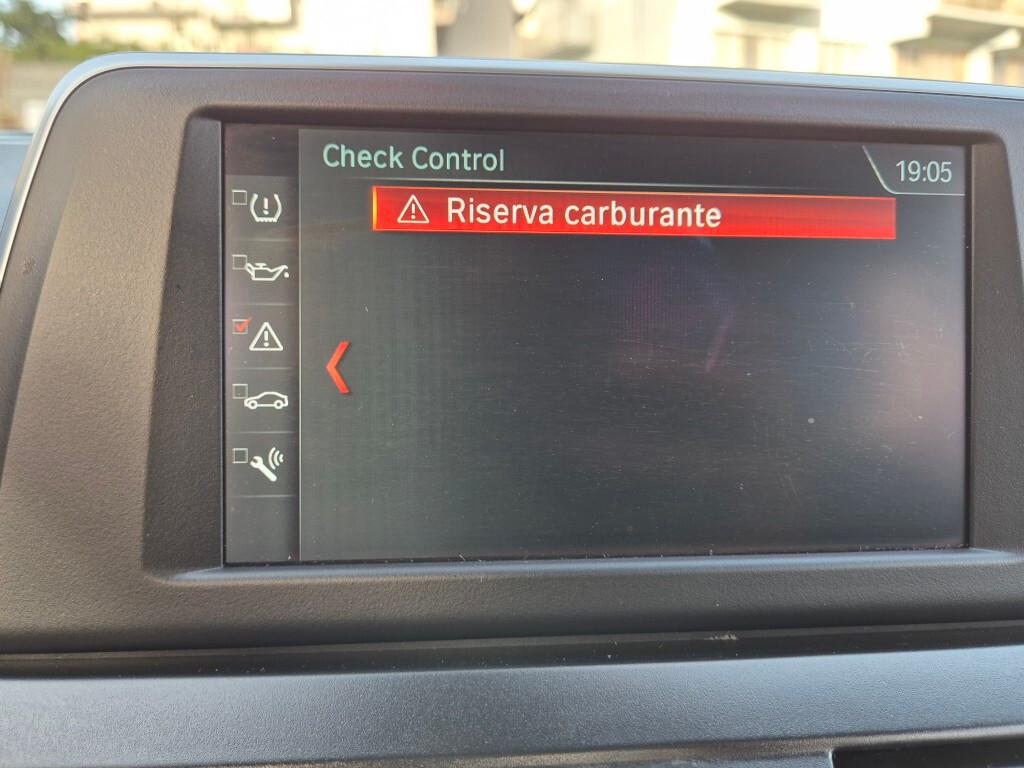 Check Control
19:05
Riserva carburante